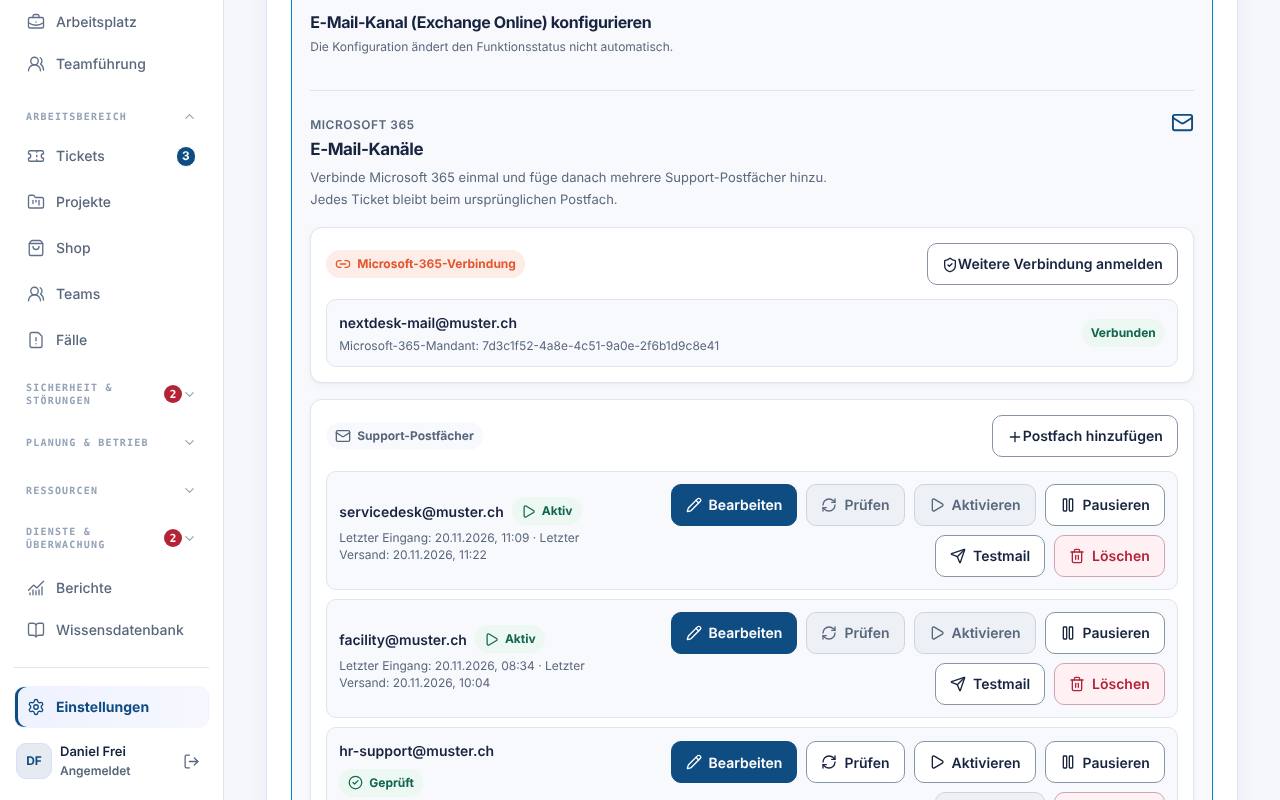 Arbeitsplatz
Teamführung
ARBEITSBEREICH
Tickets 3
Projekte
Shop
Teams
Fälle
SICHERHEIT &
STÖRUNGEN
2
PLANUNG & BETRIEB
RESSOURCEN
DIENSTE &
ÜBERWACHUNG
2
Berichte
Wissensdatenbank
Einstellungen
DF
Daniel Frei
Angemeldet
E-Mail-Kanal (Exchange Online) konfigurieren
Die Konfiguration ändert den Funktionsstatus nicht automatisch.
MICROSOFT 365
E-Mail-Kanäle
Verbinde Microsoft 365 einmal und füge danach mehrere Support-Postfächer hinzu.
Jedes Ticket bleibt beim ursprünglichen Postfach.
Microsoft-365-Verbindung
Weitere Verbindung anmelden
nextdesk-mail@muster.ch
Microsoft-365-Mandant: 7d3c1f52-4a8e-4c51-9a0e-2f6b1d9c8e41
Verbunden
Support-Postfächer
Postfach hinzufügen
servicedesk@muster.ch Aktiv
Letzter Eingang: 20.11.2026, 11:09 · Letzter
Versand: 20.11.2026, 11:22
Bearbeiten Prüfen Aktivieren Pausieren
Testmail Löschen
facility@muster.ch Aktiv
Letzter Eingang: 20.11.2026, 08:34 · Letzter
Versand: 20.11.2026, 10:04
Bearbeiten Prüfen Aktivieren Pausieren
Testmail Löschen
hr-support@muster.ch
Geprüft
Bearbeiten Prüfen Aktivieren Pausieren